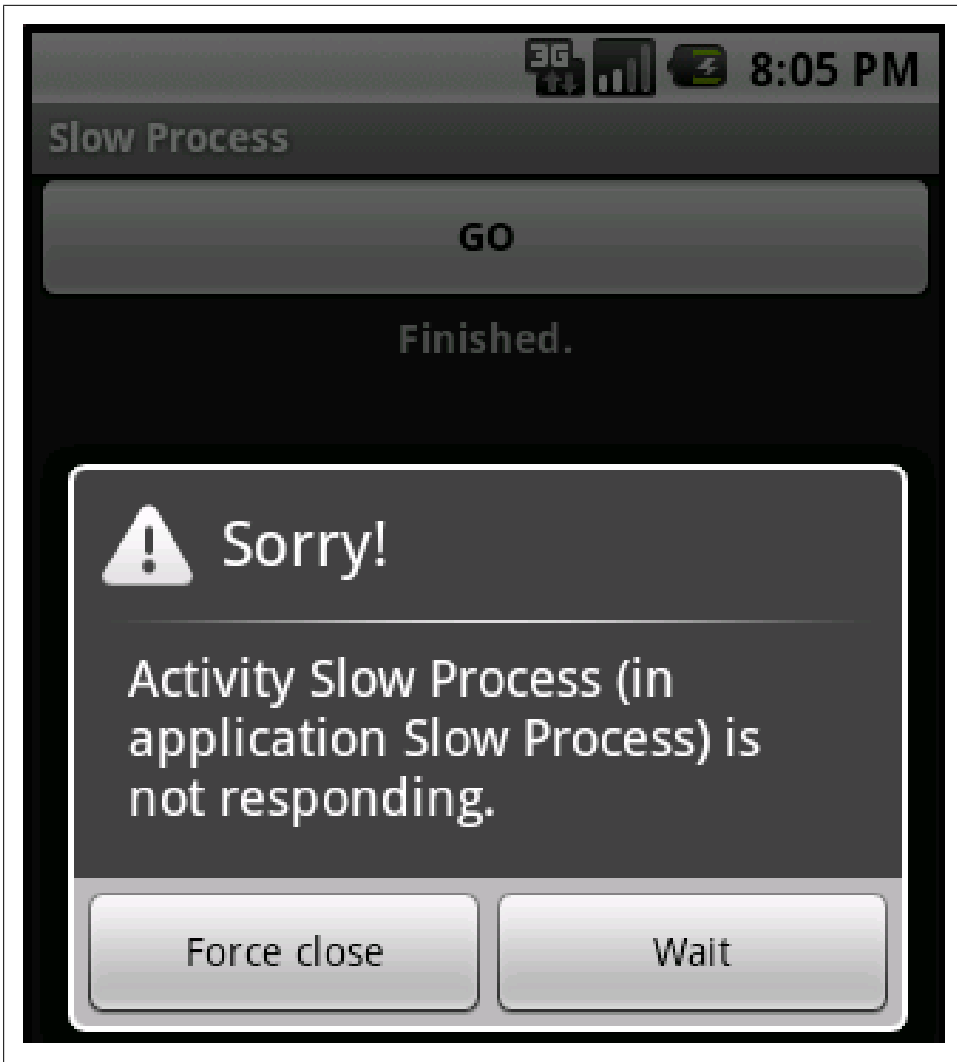 3G 8:05 PM
Slow Process
GO
Finished.
Sorry!
Activity Slow Process (in
application Slow Process) is
not responding.
Force close Wait